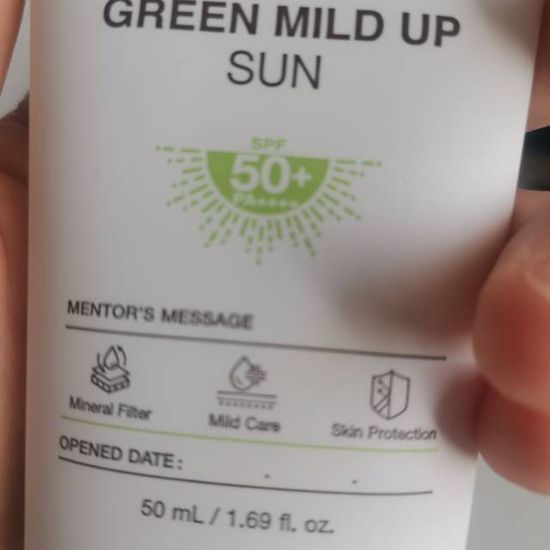 GREEN MILD UP
SUN
SPF
50+
PA++++
MENTOR'S MESSAGE
Mineral Filter
Mild Care
Skin Protection
OPENED DATE: . .
50 mL / 1.69 fl. oz.